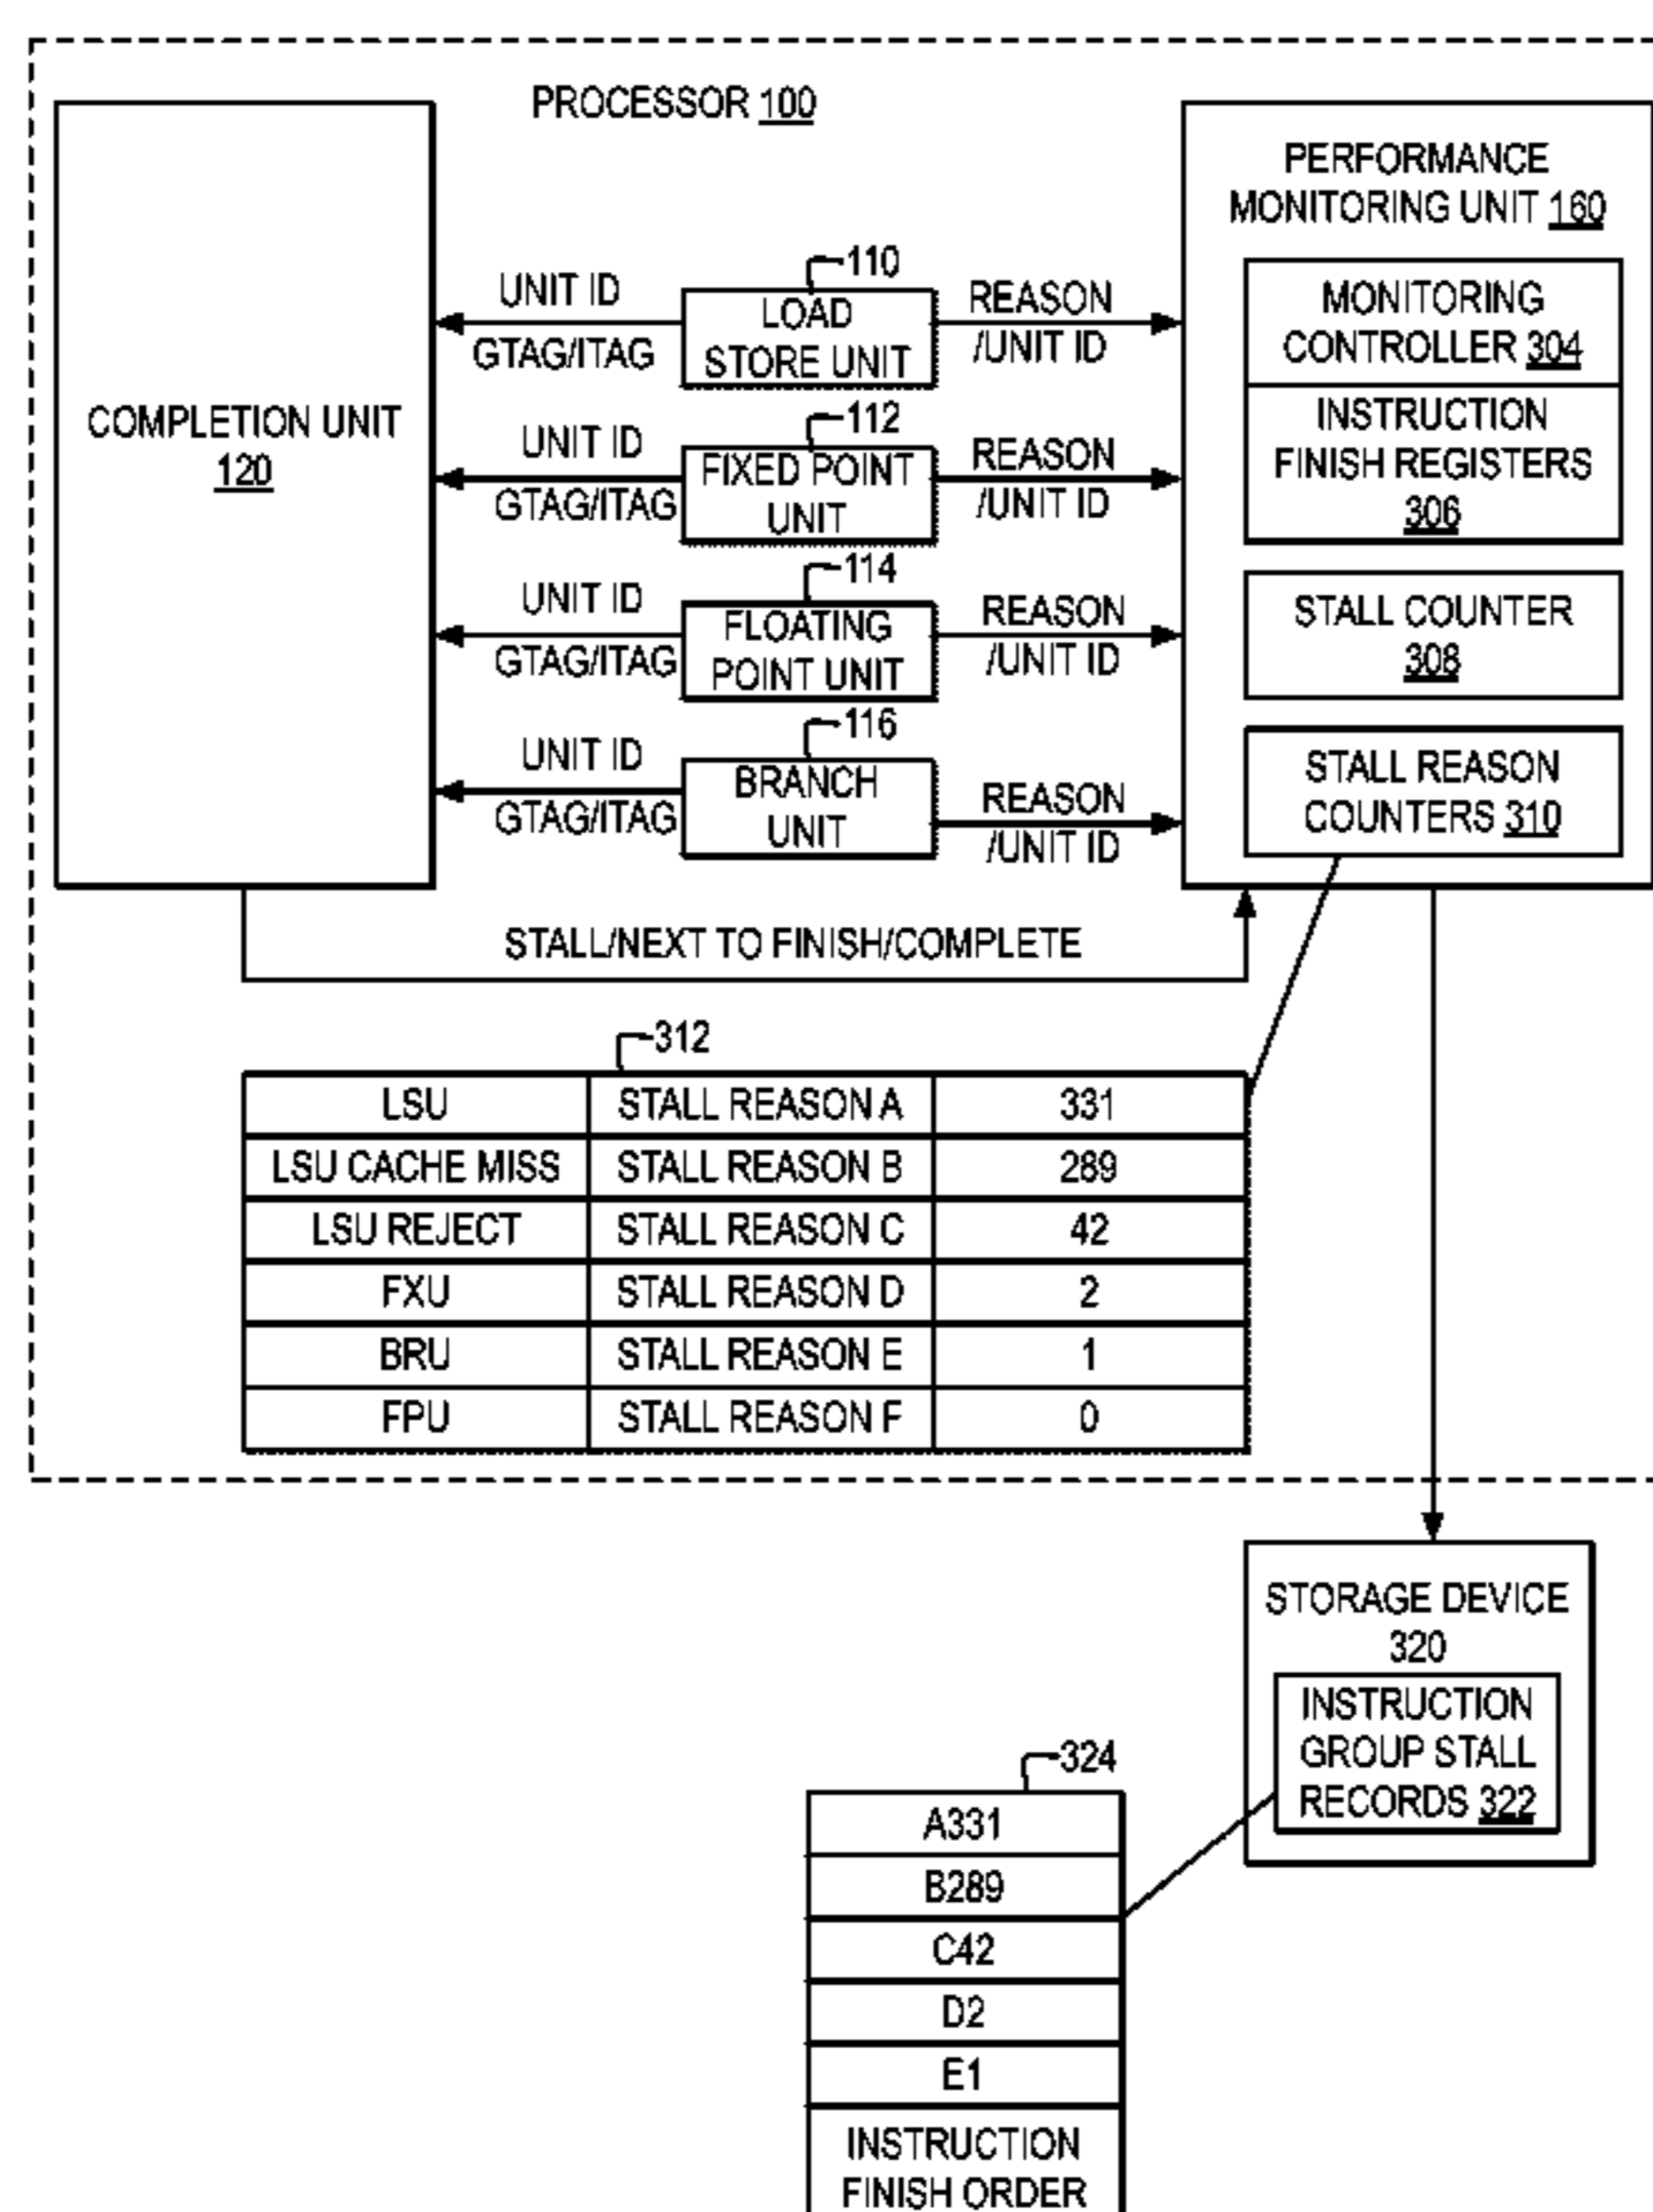 PROCESSOR 100
COMPLETION UNIT
120
UNIT ID
GTAG/ITAG
110
LOAD
STORE UNIT
REASON
/UNIT ID
UNIT ID
GTAG/ITAG
112
FIXED POINT
UNIT
REASON
/UNIT ID
UNIT ID
GTAG/ITAG
114
FLOATING
POINT UNIT
REASON
/UNIT ID
UNIT ID
GTAG/ITAG
116
BRANCH
UNIT
REASON
/UNIT ID
PERFORMANCE
MONITORING UNIT 160
MONITORING
CONTROLLER 304
INSTRUCTION
FINISH REGISTERS
306
STALL COUNTER
308
STALL REASON
COUNTERS 310
STALL/NEXT TO FINISH/COMPLETE
312
LSU STALL REASON A 331
LSU CACHE MISS STALL REASON B 289
LSU REJECT STALL REASON C 42
FXU STALL REASON D 2
BRU STALL REASON E 1
FPU STALL REASON F 0
STORAGE DEVICE
320
INSTRUCTION
GROUP STALL
RECORDS 322
324
A331
B289
C42
D2
E1
INSTRUCTION
FINISH ORDER